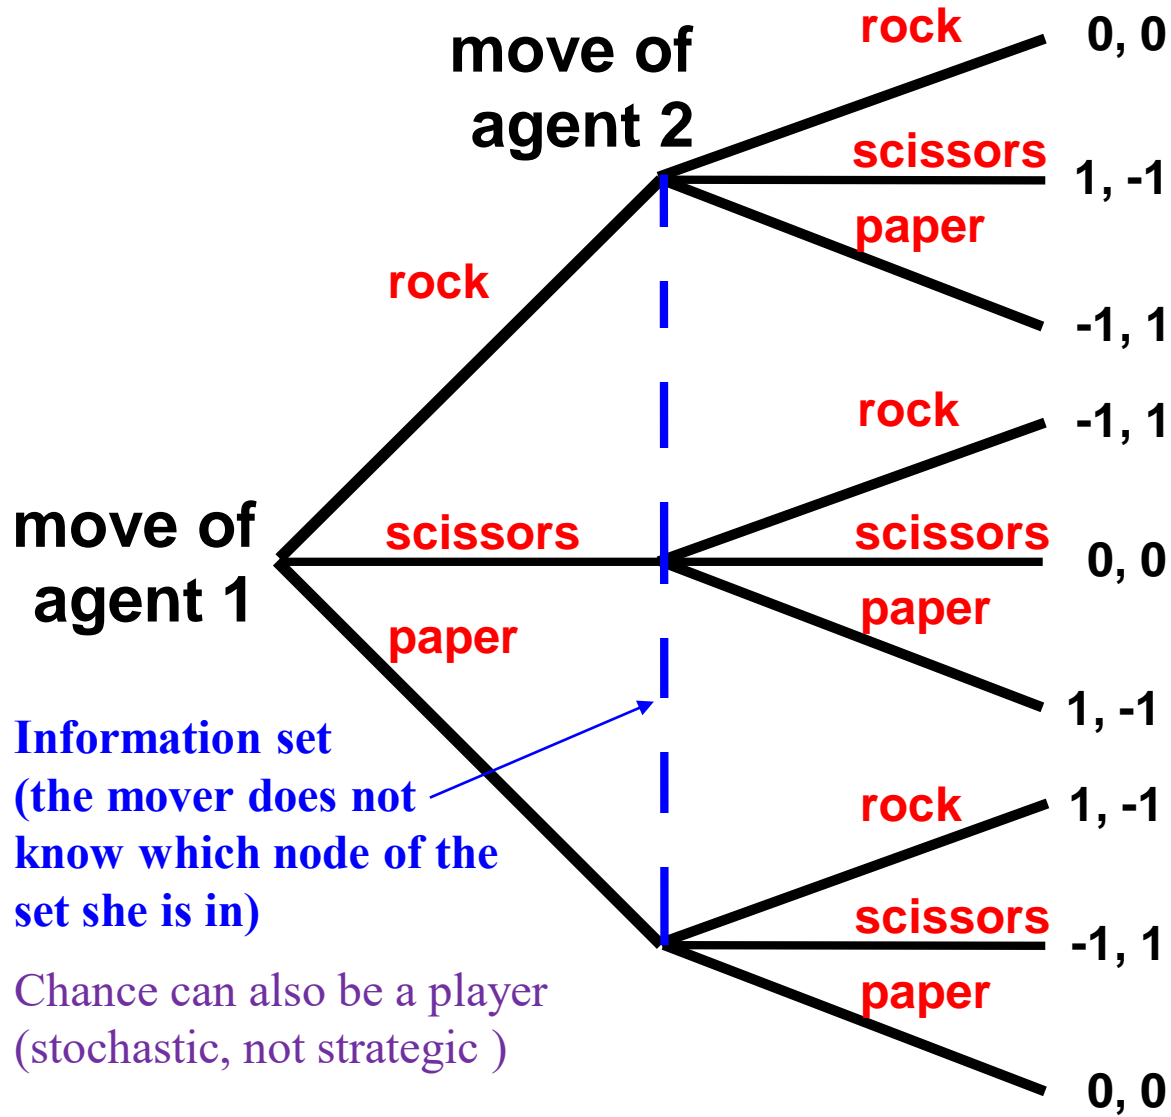 move of
agent 2
rock
0, 0
scissors
1, -1
paper
-1, 1
rock
rock
-1, 1
move of
agent 1
scissors
scissors
0, 0
paper
1, -1
paper
Information set
(the mover does not
know which node of the
set she is in)
rock
1, -1
scissors
-1, 1
paper
0, 0
Chance can also be a player
(stochastic, not strategic )